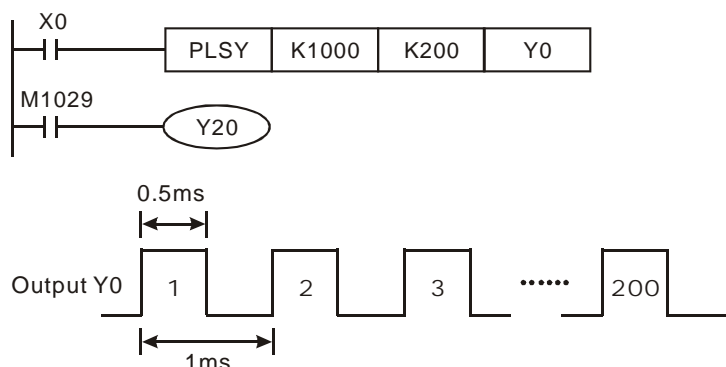 X0
PLSY K1000 K200 Y0
M1029
Y20
0.5ms
Output Y0 1 2 3 ...... 200
1ms